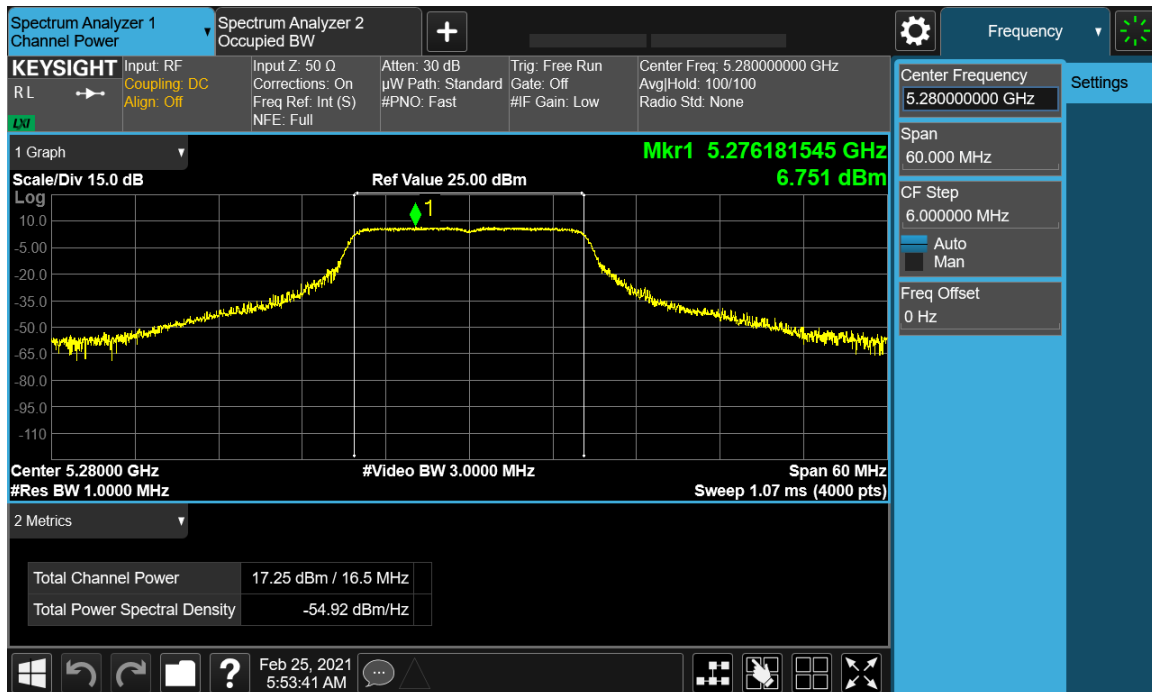 Spectrum Analyzer 1
Channel Power
Spectrum Analyzer 2
Occupied BW
Frequency
KEYSIGHT
R L
LXI
Input: RF
Coupling: DC
Align: Off
Input Z: 50 Ω
Corrections: On
Freq Ref: Int (S)
NFE: Full
Atten: 30 dB
µW Path: Standard
#PNO: Fast
Trig: Free Run
Gate: Off
#IF Gain: Low
Center Freq: 5.280000000 GHz
Avg|Hold: 100/100
Radio Std: None
Center Frequency
5.280000000 GHz
Settings
Span
60.000 MHz
CF Step
6.000000 MHz
Auto
Man
Freq Offset
0 Hz
1 Graph
Mkr1 5.276181545 GHz
6.751 dBm
Scale/Div 15.0 dB
Ref Value 25.00 dBm
Log
1
10.0
-5.00
-20.0
-35.0
-50.0
-65.0
-80.0
-95.0
-110
Center 5.28000 GHz
#Video BW 3.0000 MHz
Span 60 MHz
#Res BW 1.0000 MHz
Sweep 1.07 ms (4000 pts)
2 Metrics
Total Channel Power 17.25 dBm / 16.5 MHz
Total Power Spectral Density -54.92 dBm/Hz
?
Feb 25, 2021
5:53:41 AM